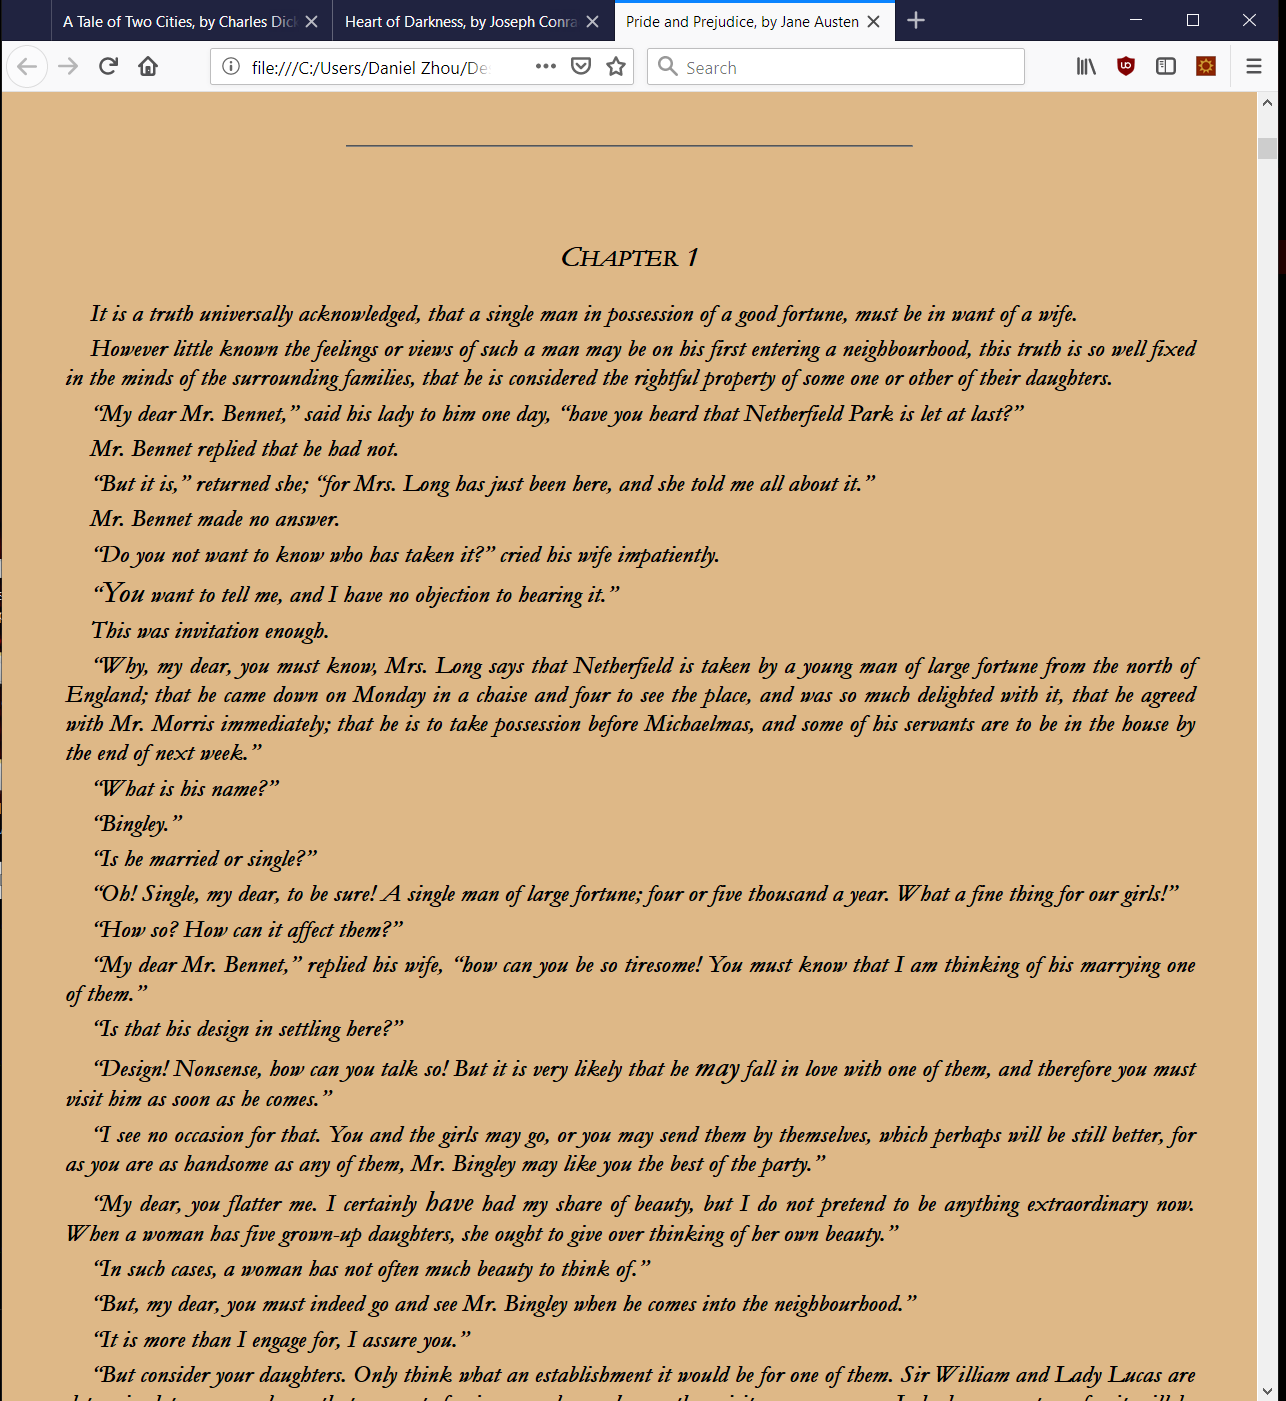 A Tale of Two Cities, by Charles Dick
Heart of Darkness, by Joseph Conra
Pride and Prejudice, by Jane Austen
file:///C:/Users/Daniel Zhou/De
Search
CHAPTER 1
It is a truth universally acknowledged, that a single man in possession of a good fortune, must be in want of a wife.
However little known the feelings or views of such a man may be on his first entering a neighbourhood, this truth is so well fixed
in the minds of the surrounding families, that he is considered the rightful property of some one or other of their daughters.
“My dear Mr. Bennet,” said his lady to him one day, “have you heard that Netherfield Park is let at last?”
Mr. Bennet replied that he had not.
“But it is,” returned she; “for Mrs. Long has just been here, and she told me all about it.”
Mr. Bennet made no answer.
“Do you not want to know who has taken it?” cried his wife impatiently.
“You want to tell me, and I have no objection to hearing it.”
This was invitation enough.
“Why, my dear, you must know, Mrs. Long says that Netherfield is taken by a young man of large fortune from the north of
England; that he came down on Monday in a chaise and four to see the place, and was so much delighted with it, that he agreed
with Mr. Morris immediately; that he is to take possession before Michaelmas, and some of his servants are to be in the house by
the end of next week.”
“What is his name?”
“Bingley.”
“Is he married or single?”
“Oh! Single, my dear, to be sure! A single man of large fortune; four or five thousand a year. What a fine thing for our girls!”
“How so? How can it affect them?”
“My dear Mr. Bennet,” replied his wife, “how can you be so tiresome! You must know that I am thinking of his marrying one
of them.”
“Is that his design in settling here?”
“Design! Nonsense, how can you talk so! But it is very likely that he may fall in love with one of them, and therefore you must
visit him as soon as he comes.”
“I see no occasion for that. You and the girls may go, or you may send them by themselves, which perhaps will be still better, for
as you are as handsome as any of them, Mr. Bingley may like you the best of the party.”
“My dear, you flatter me. I certainly have had my share of beauty, but I do not pretend to be anything extraordinary now.
When a woman has five grown-up daughters, she ought to give over thinking of her own beauty.”
“In such cases, a woman has not often much beauty to think of.”
“But, my dear, you must indeed go and see Mr. Bingley when he comes into the neighbourhood.”
“It is more than I engage for, I assure you.”
“But consider your daughters. Only think what an establishment it would be for one of them. Sir William and Lady Lucas are